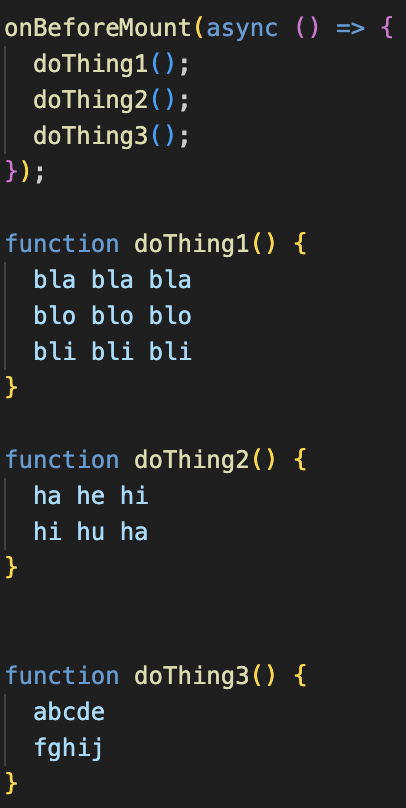 onBeforeMount(async () => {
  doThing1();
  doThing2();
  doThing3();
});

function doThing1() {
  bla bla bla
  blo blo blo
  bli bli bli
}

function doThing2() {
  ha he hi
  hi hu ha
}


function doThing3() {
  abcde
  fghij
}